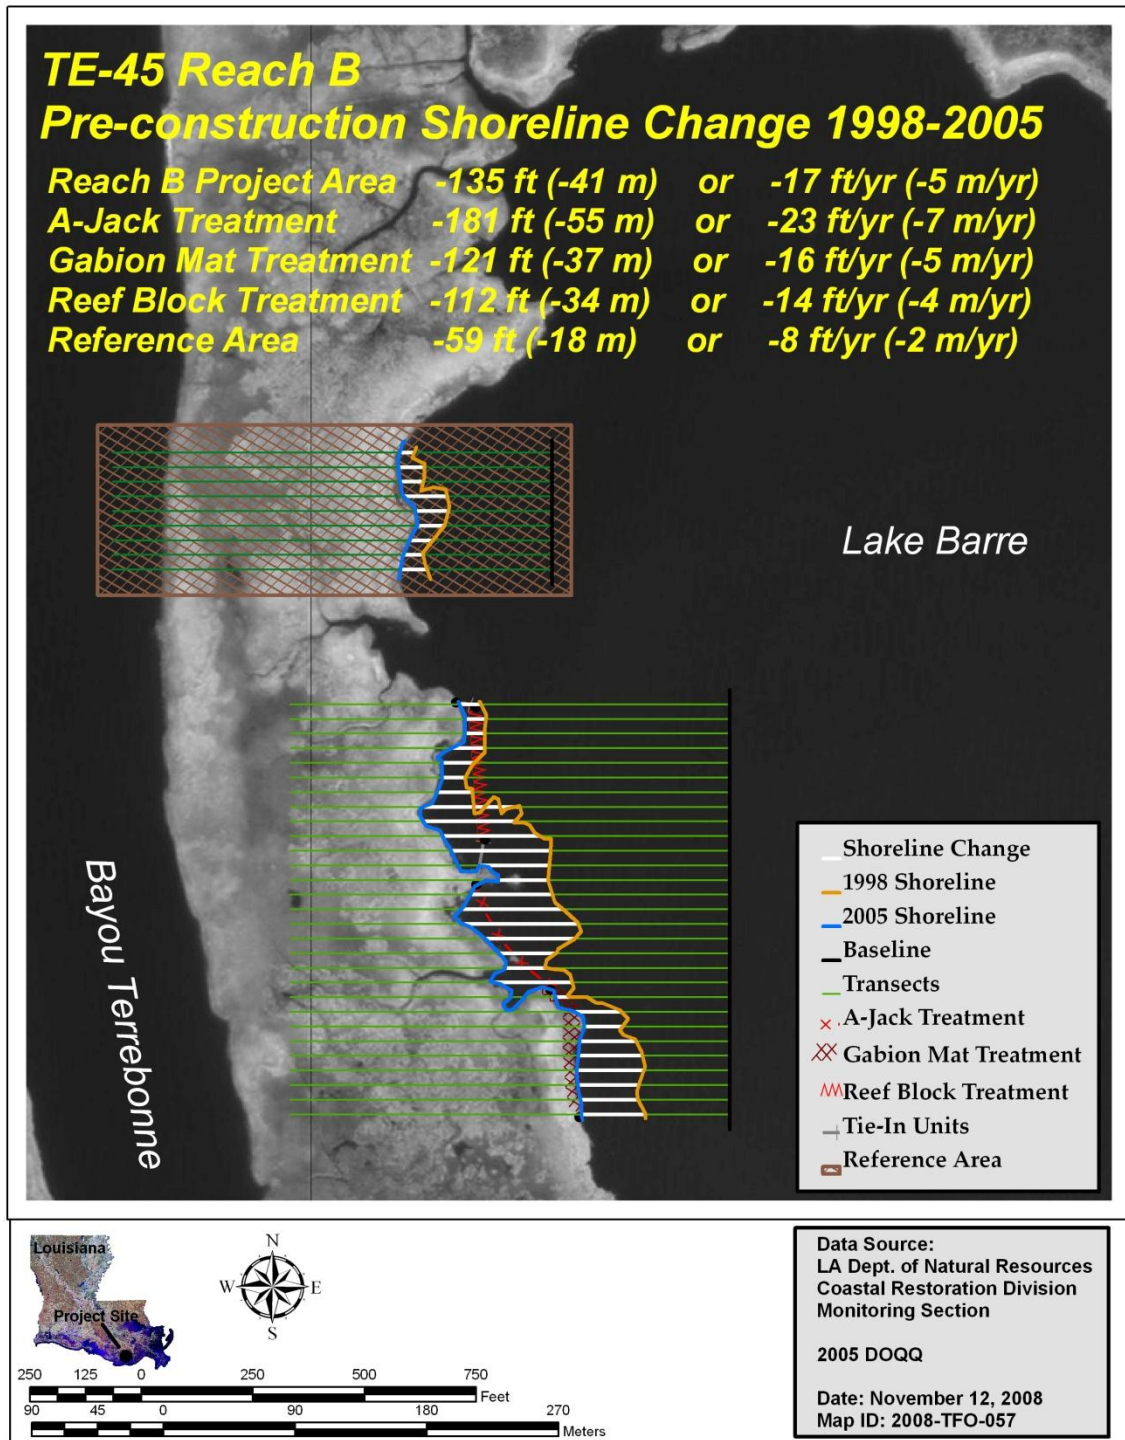 TE-45 Reach B
Pre-construction Shoreline Change 1998-2005
Reach B Project Area -135 ft (-41 m) or -17 ft/yr (-5 m/yr)
A-Jack Treatment -181 ft (-55 m) or -23 ft/yr (-7 m/yr)
Gabion Mat Treatment -121 ft (-37 m) or -16 ft/yr (-5 m/yr)
Reef Block Treatment -112 ft (-34 m) or -14 ft/yr (-4 m/yr)
Reference Area -59 ft (-18 m) or -8 ft/yr (-2 m/yr)
Lake Barre
Bayou Terrebonne
Shoreline Change
1998 Shoreline
2005 Shoreline
Baseline
Transects
A-Jack Treatment
Gabion Mat Treatment
Reef Block Treatment
Tie-In Units
Reference Area
Louisiana
Project Site
N
W E
S
250 125 0 250 500 750
Feet
90 45 0 90 180 270
Meters
Data Source:
LA Dept. of Natural Resources
Coastal Restoration Division
Monitoring Section
2005 DOQQ
Date: November 12, 2008
Map ID: 2008-TFO-057